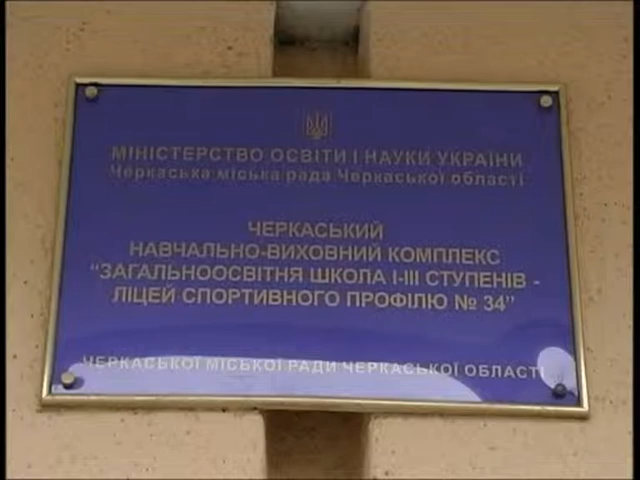 МІНІСТЕРСТВО ОСВІТИ І НАУКИ УКРАЇНИ
Черкаська міська рада Черкаської області
ЧЕРКАСЬКИЙ
НАВЧАЛЬНО-ВИХОВНИЙ КОМПЛЕКС
"ЗАГАЛЬНООСВІТНЯ ШКОЛА І-ІІІ СТУПЕНІВ -
ЛІЦЕЙ СПОРТИВНОГО ПРОФІЛЮ № 34"
ЧЕРКАСЬКОЇ МІСЬКОЇ РАДИ ЧЕРКАСЬКОЇ ОБЛАСТІ